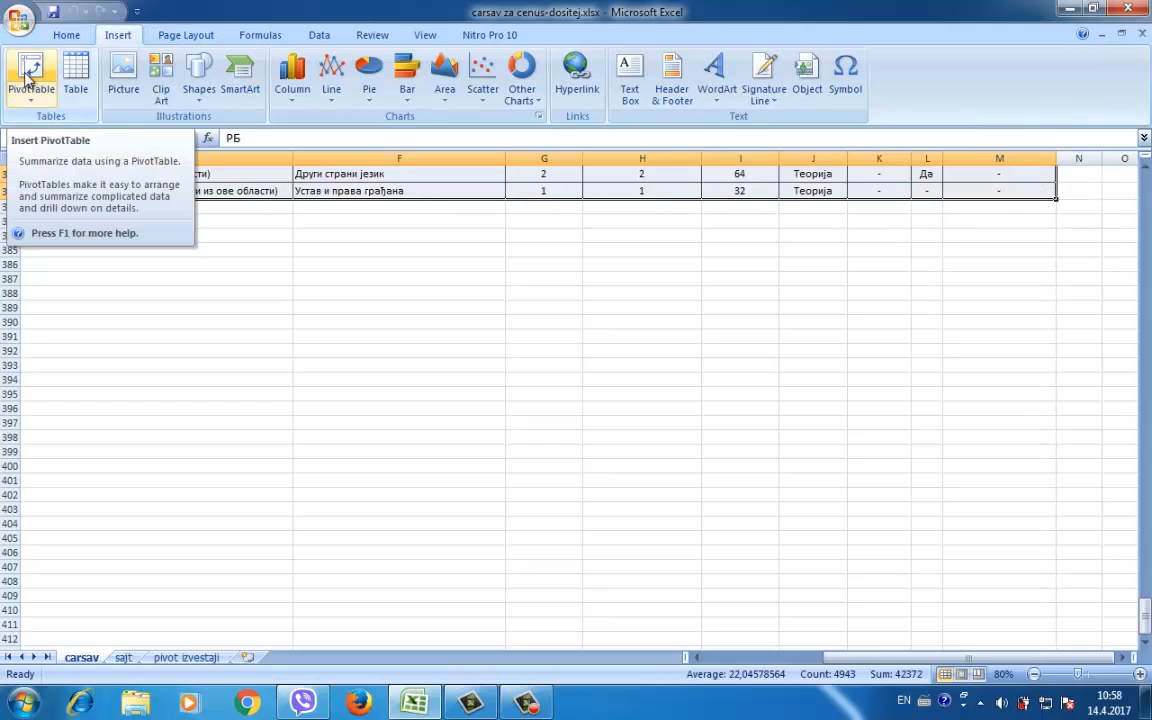 carsav za cenus-dositej.xlsx - Microsoft Excel
Home Insert Page Layout Formulas Data Review View Nitro Pro 10
PivotTable Table Picture Clip Art Shapes SmartArt Column Line Pie Bar Area Scatter Other Charts Hyperlink Text Box Header & Footer WordArt Signature Line Object Symbol
Tables Illustrations Charts Links Text
РБ
Insert PivotTable
Summarize data using a PivotTable.
PivotTables make it easy to arrange
and summarize complicated data
and drill down on details.
Press F1 for more help.
F G H I J K L M N O
сти) Други страни језик 2 2 64 Теорија - Да -
и из ове области) Устав и права грађана 1 1 32 Теорија - - -
385
386
387
388
389
390
391
392
393
394
395
396
397
398
399
400
401
402
403
404
405
406
407
408
409
410
411
412
carsav sajt pivot izvestaji
Ready Average: 22,04578564 Count: 4943 Sum: 42372 80%
EN 10:58
14.4.2017